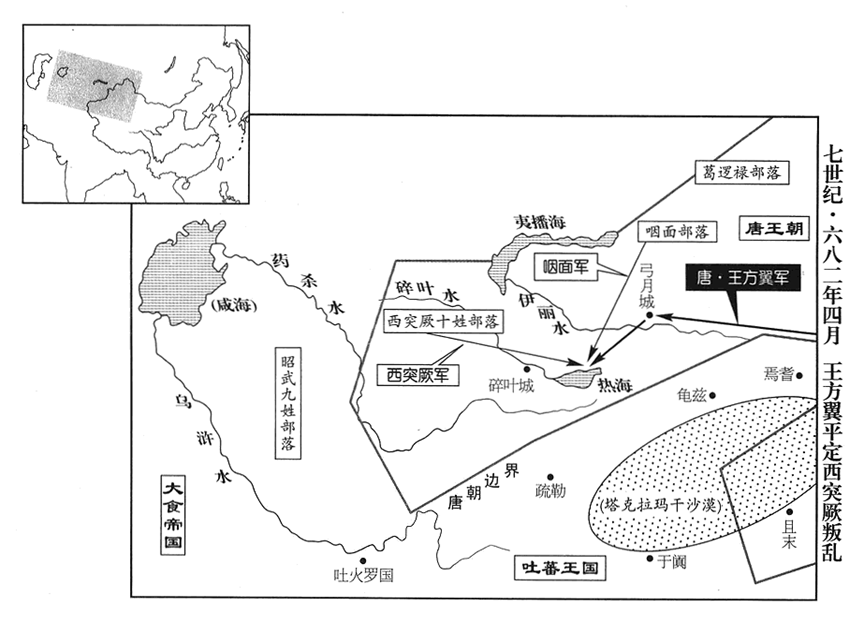 七世纪·六八二年四月 王方翼平定西突厥叛乱
葛逻禄部落
唐王朝
夷播海
咽面部落
咽面军
弓月城
唐·王方翼军
药杀水
碎叶水
伊丽水
(咸海)
西突厥十姓部落
西突厥军
碎叶城
热海
昭武九姓部落
焉耆
龟兹
乌浒水
唐朝边界
疏勒
(塔克拉玛干沙漠)
大食帝国
且末
于阗
吐火罗国
吐蕃王国